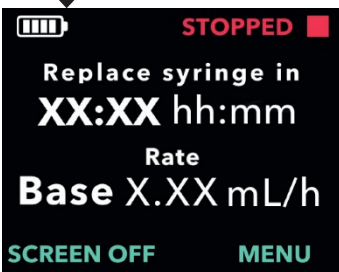 STOPPED
Replace syringe in
XX:XX hh:mm
Rate
Base X.XX mL/h
SCREEN OFF MENU